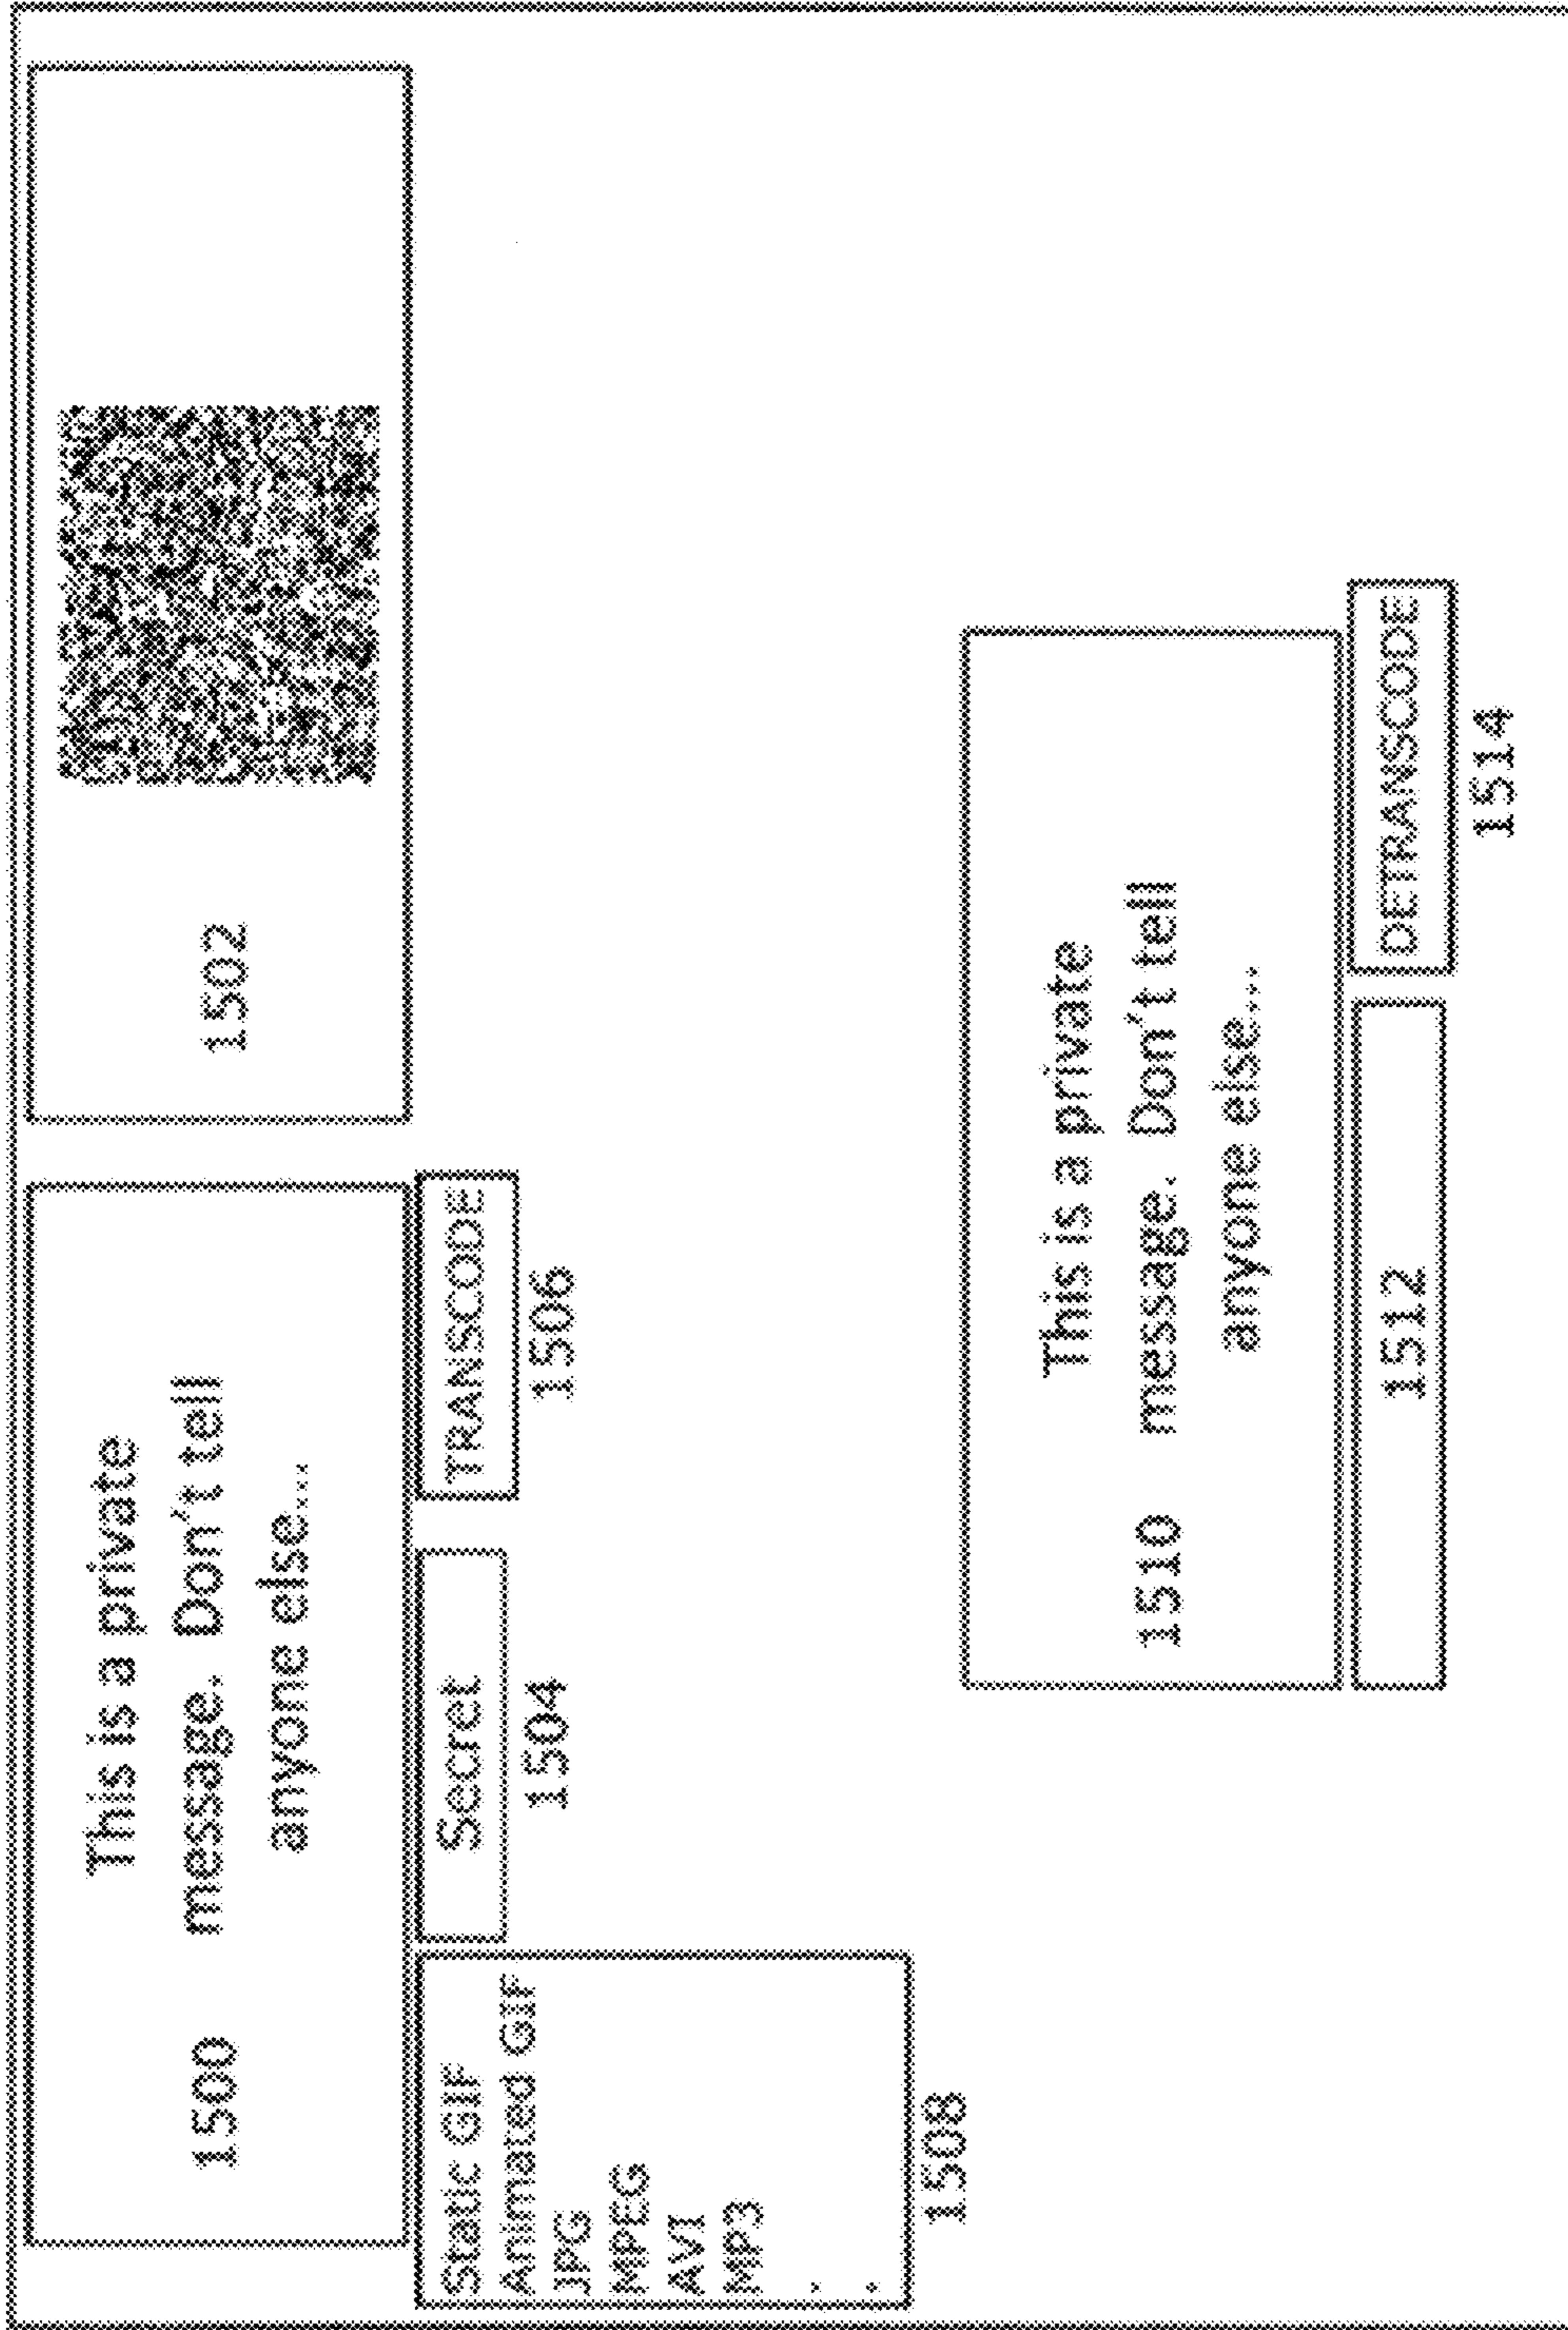 This is a private
1500 message. Don't tell
anyone else...
1502
Static GIF
Animated GIF
JPG
MPEG
AVI
MP3
.
.
1508
Secret
1504
TRANSCODE
1506
This is a private
1510 message. Don't tell
anyone else...
1512
DETRANSCODE
1514